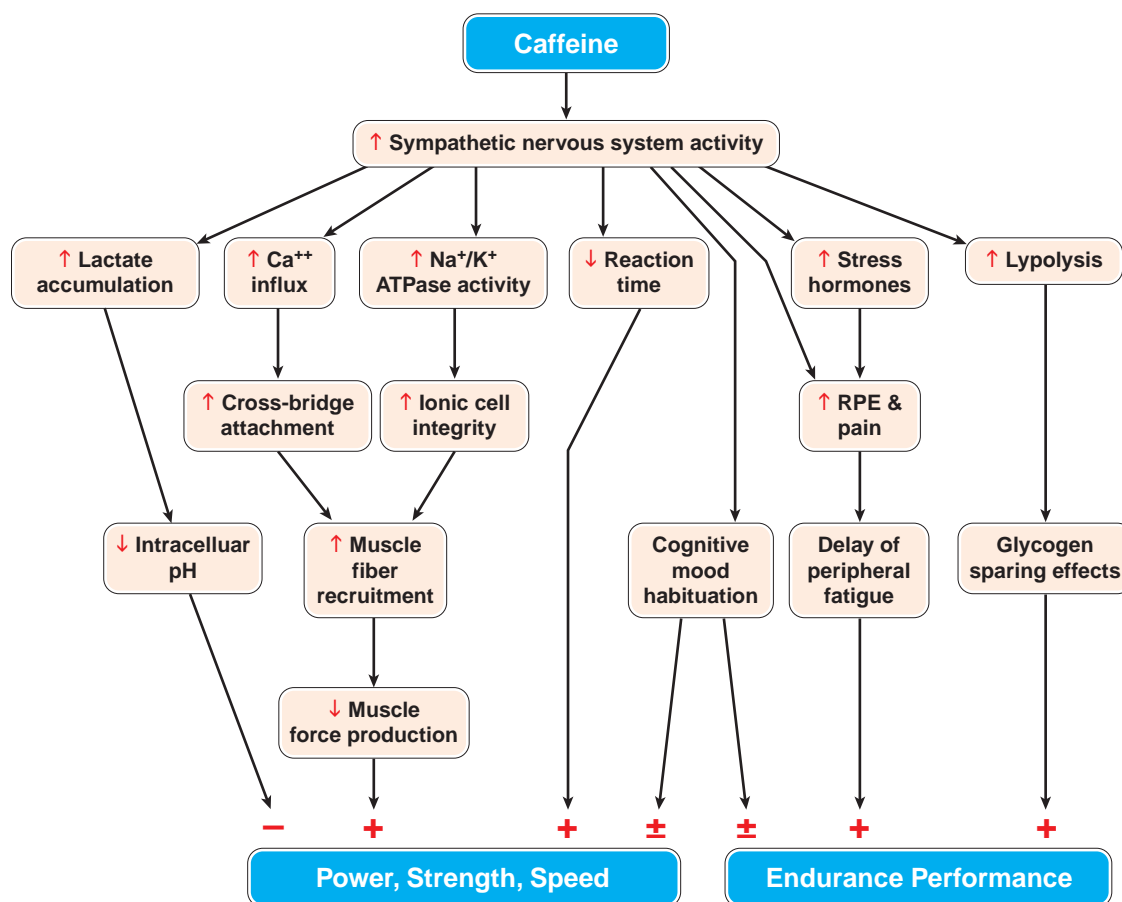 Caffeine
↑ Sympathetic nervous system activity
↑ Lactate
accumulation
↑ Ca++
influx
↑ Na+/K+
ATPase activity
↓ Reaction
time
↑ Stress
hormones
↑ Lypolysis
↑ Cross-bridge
attachment
↑ Ionic cell
integrity
↑ RPE &
pain
↓ Intracelluar
pH
↑ Muscle
fiber
recruitment
Cognitive
mood
habituation
Delay of
peripheral
fatigue
Glycogen
sparing effects
↓ Muscle
force production
− + + ± ± + +
Power, Strength, Speed
Endurance Performance